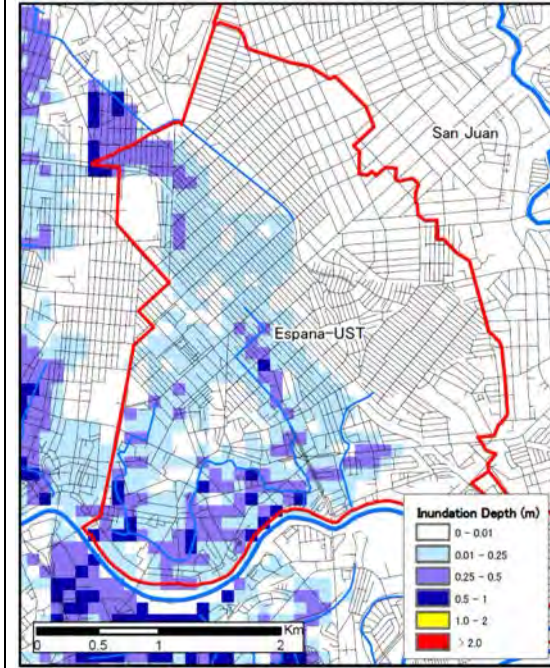 San Juan
Espana-UST
Inundation Depth (m)
0 - 0.01
0.01 - 0.25
0.25 - 0.5
0.5 - 1
1.0 - 2
> 2.0
Km
0 0.5 1 2